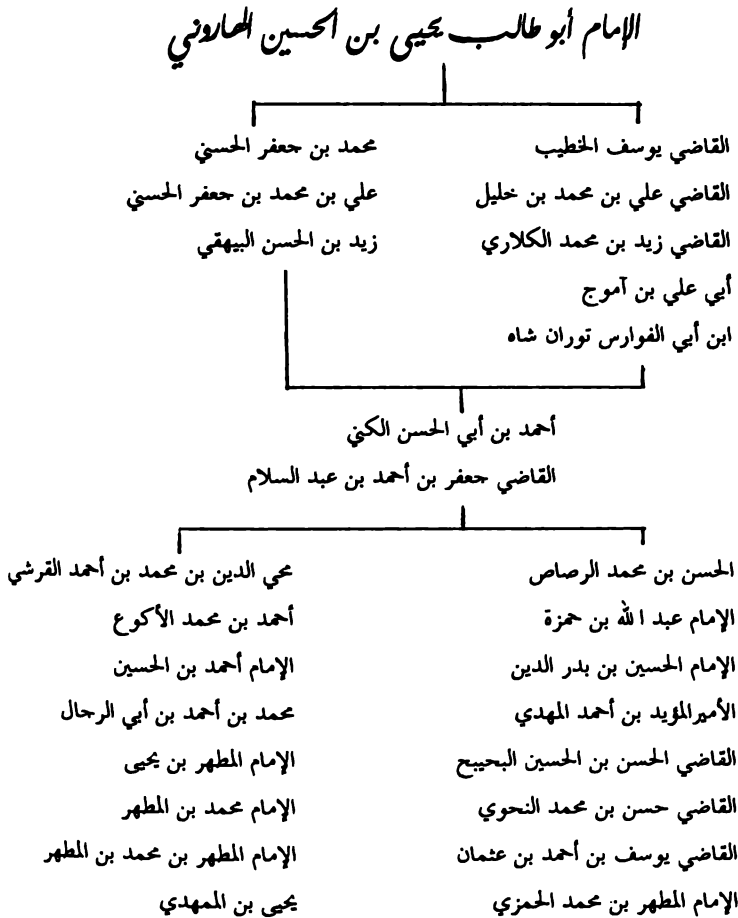 الإمام أبو طالب يحيى بن الحسين الهاروني
القاضي يوسف الخطيب
القاضي علي بن محمد بن خليل
القاضي زيد بن محمد الكلاري
أبي علي بن آموج
ابن أبي الفوارس توران شاه
محمد بن جعفر الحسني
علي بن محمد بن جعفر الحسني
زيد بن الحسن البيهقي
أحمد بن أبي الحسن الكني
القاضي جعفر بن أحمد بن عبد السلام
الحسن بن محمد الرصاص
الإمام عبد الله بن حمزة
الإمام الحسين بن بدر الدين
الأمير المؤيد بن أحمد المهدي
القاضي الحسن بن الحسين البحيبح
القاضي حسن بن محمد النحوي
القاضي يوسف بن أحمد بن عثمان
الإمام المطهر بن محمد الحمزي
محي الدين بن محمد بن أحمد القرشي
أحمد بن محمد الأكوع
الإمام أحمد بن الحسين
محمد بن أحمد بن أبي الرجال
الإمام المطهر بن يحيى
الإمام محمد بن المطهر
الإمام المطهر بن محمد بن المطهر
يحيى بن الممهدي